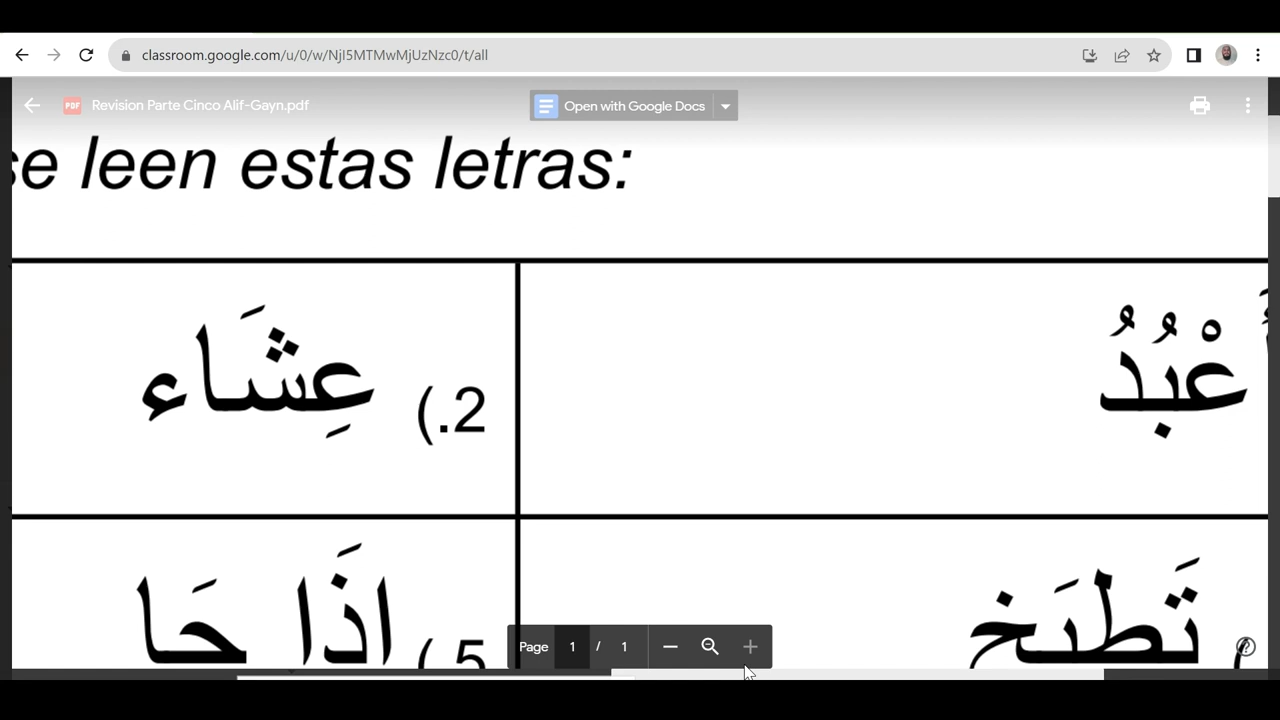 classroom.google.com/u/0/w/NjI5MTMwMjUzNzc0/t/all
Revision Parte Cinco Alif-Gayn.pdf
Open with Google Docs
se leen estas letras:
عْبُدُ
2.) عِشَاء
5.) اذَا حَا
Page 1 / 1